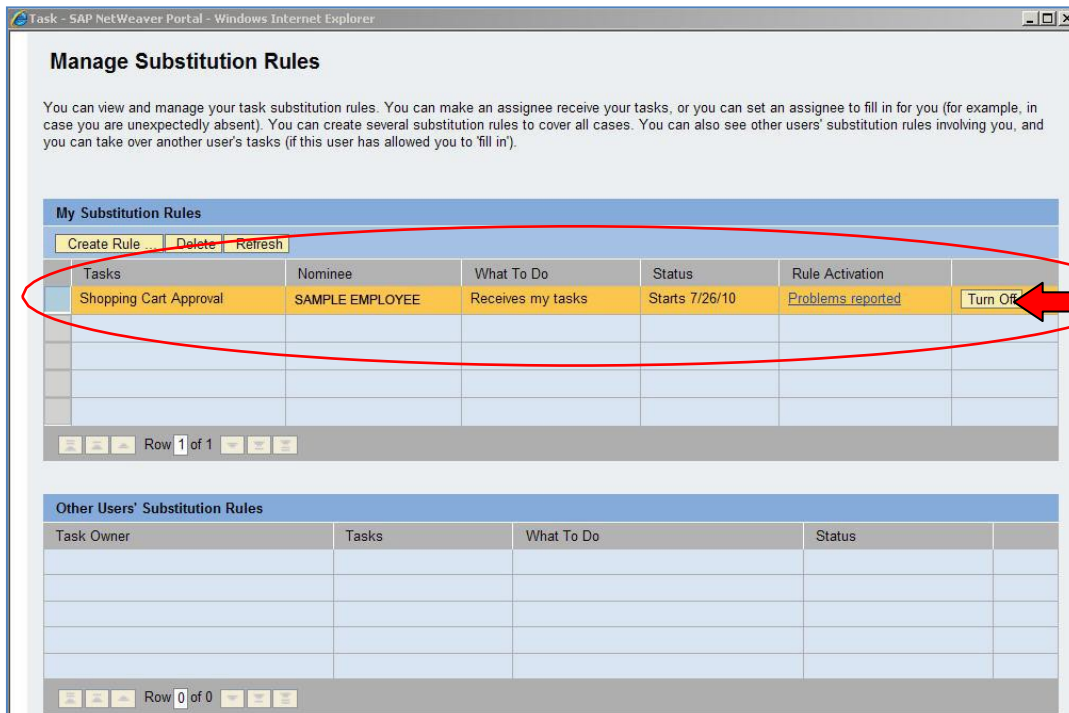 Task - SAP NetWeaver Portal - Windows Internet Explorer
Manage Substitution Rules
You can view and manage your task substitution rules. You can make an assignee receive your tasks, or you can set an assignee to fill in for you (for example, in
case you are unexpectedly absent). You can create several substitution rules to cover all cases. You can also see other users' substitution rules involving you, and
you can take over another user's tasks (if this user has allowed you to 'fill in').
My Substitution Rules
Create Rule ... Delete Refresh
Tasks Nominee What To Do Status Rule Activation
Shopping Cart Approval SAMPLE EMPLOYEE Receives my tasks Starts 7/26/10 Problems reported Turn Off
Row 1 of 1
Other Users' Substitution Rules
Task Owner Tasks What To Do Status
Row 0 of 0